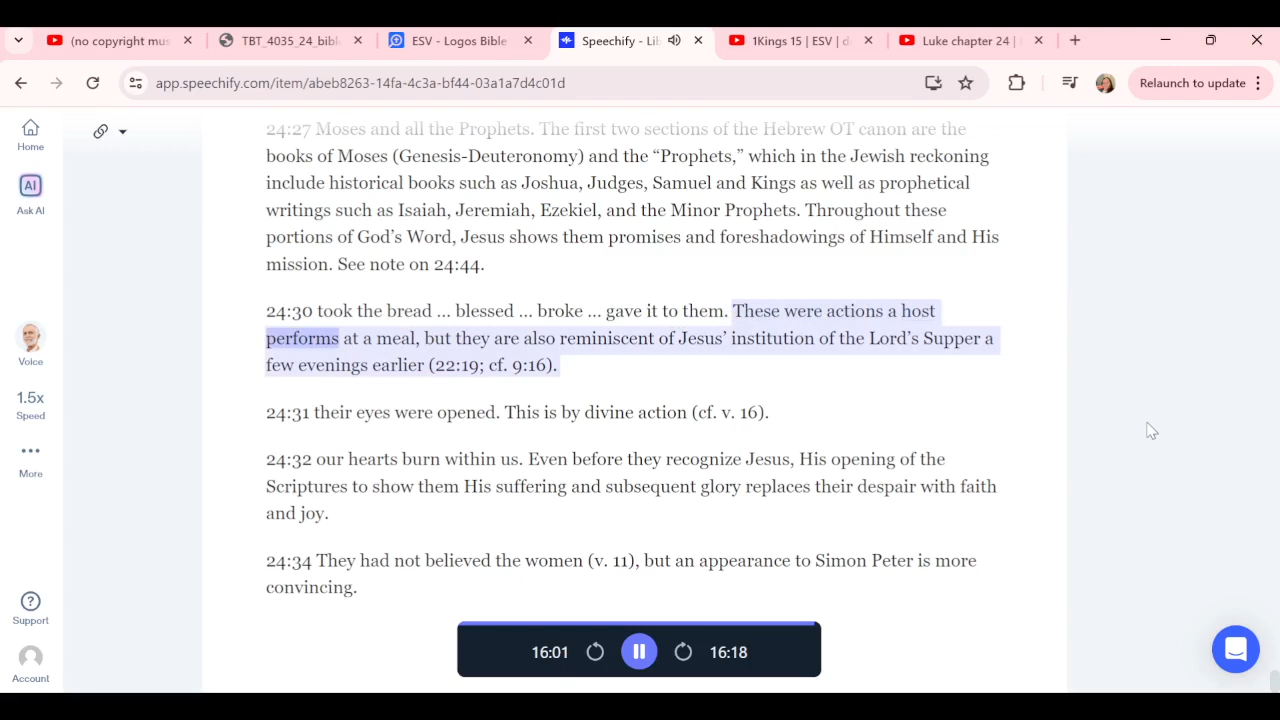 (no copyright mus
TBT_4035_24_bible
ESV - Logos Bible
Speechify - Lib
1Kings 15 | ESV | d
Luke chapter 24 |
app.speechify.com/item/abeb8263-14fa-4c3a-bf44-03a1a7d4c01d
Relaunch to update
Home
AI
Ask AI
Voice
1.5x
Speed
More
Support
Account
24:27 Moses and all the Prophets. The first two sections of the Hebrew OT canon are the
books of Moses (Genesis-Deuteronomy) and the “Prophets,” which in the Jewish reckoning
include historical books such as Joshua, Judges, Samuel and Kings as well as prophetical
writings such as Isaiah, Jeremiah, Ezekiel, and the Minor Prophets. Throughout these
portions of God’s Word, Jesus shows them promises and foreshadowings of Himself and His
mission. See note on 24:44.
24:30 took the bread ... blessed ... broke ... gave it to them. These were actions a host
performs at a meal, but they are also reminiscent of Jesus’ institution of the Lord’s Supper a
few evenings earlier (22:19; cf. 9:16).
24:31 their eyes were opened. This is by divine action (cf. v. 16).
24:32 our hearts burn within us. Even before they recognize Jesus, His opening of the
Scriptures to show them His suffering and subsequent glory replaces their despair with faith
and joy.
24:34 They had not believed the women (v. 11), but an appearance to Simon Peter is more
convincing.
16:01
16:18